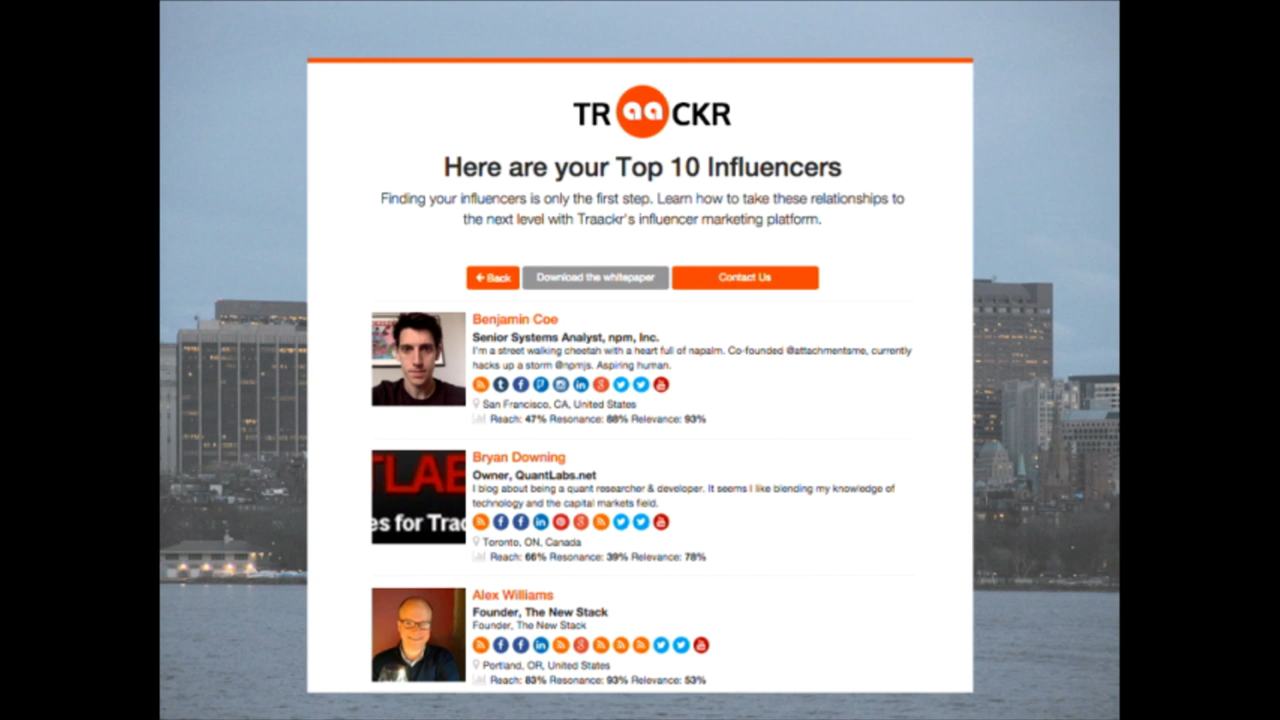 TRaaCKR
Here are your Top 10 Influencers
Finding your influencers is only the first step. Learn how to take these relationships to
the next level with Traackr's influencer marketing platform.
Back
Download the whitepaper
Contact Us
Benjamin Coe
Senior Systems Analyst, npm, Inc.
I'm a street walking cheetah with a heart full of napalm. Co-founded @attachmentsme, currently
hacks up a storm @npmjs. Aspiring human.
San Francisco, CA, United States
Reach: 47% Resonance: 88% Relevance: 93%
TLAB
es for Trad
Bryan Downing
Owner, QuantLabs.net
I blog about being a quant researcher & developer. It seems I like blending my knowledge of
technology and the capital markets field.
Toronto, ON, Canada
Reach: 66% Resonance: 39% Relevance: 78%
Alex Williams
Founder, The New Stack
Founder, The New Stack
Portland, OR, United States
Reach: 83% Resonance: 93% Relevance: 53%